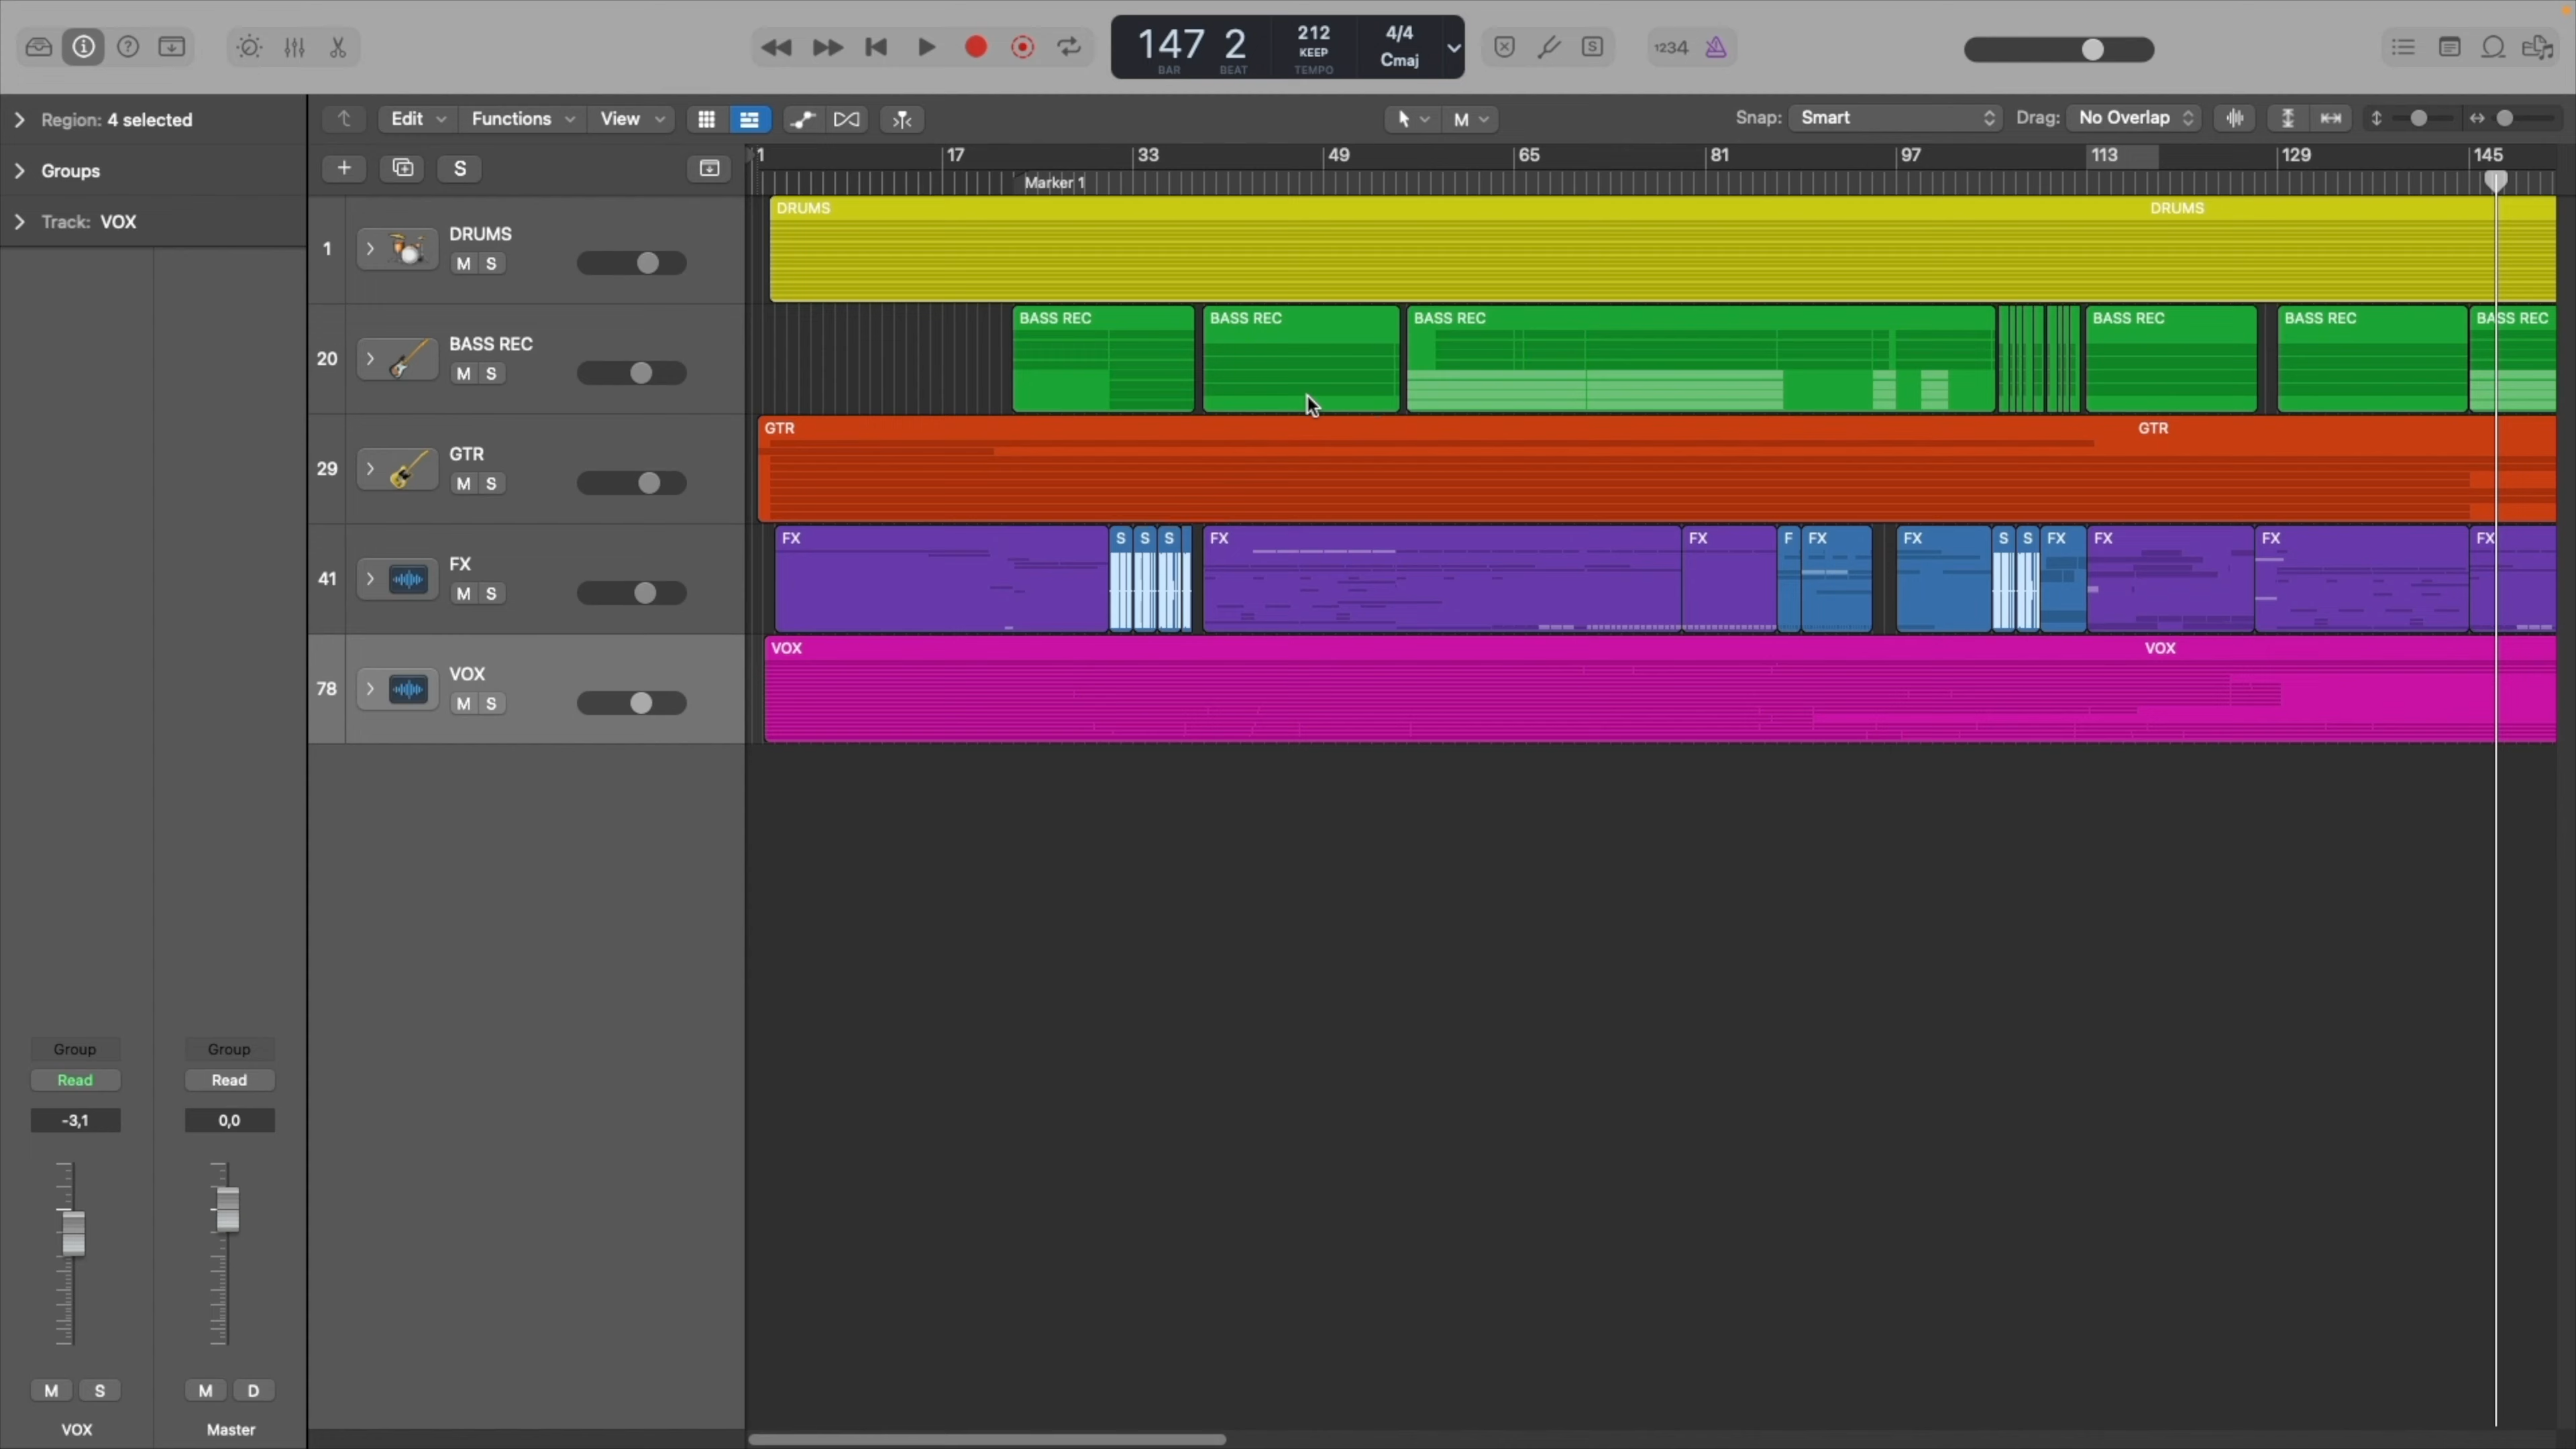 147 2
BAR BEAT
212
KEEP
TEMPO
4/4
Cmaj
S
1234
Region: 4 selected
Edit Functions View
M
Snap: Smart
Drag: No Overlap
Groups
S
1 17 33 49 65 81 97 113 129 145
Marker 1
Track: VOX
DRUMS DRUMS
1 DRUMS
M S
BASS REC BASS REC BASS REC BASS REC BASS REC BASS REC
20 BASS REC
M S
GTR GTR
29 GTR
M S
FX S S S FX FX F FX FX S S FX FX FX FX
41 FX
M S
VOX VOX
78 VOX
M S
Group Group
Read Read
-3,1 0,0
M S M D
VOX Master